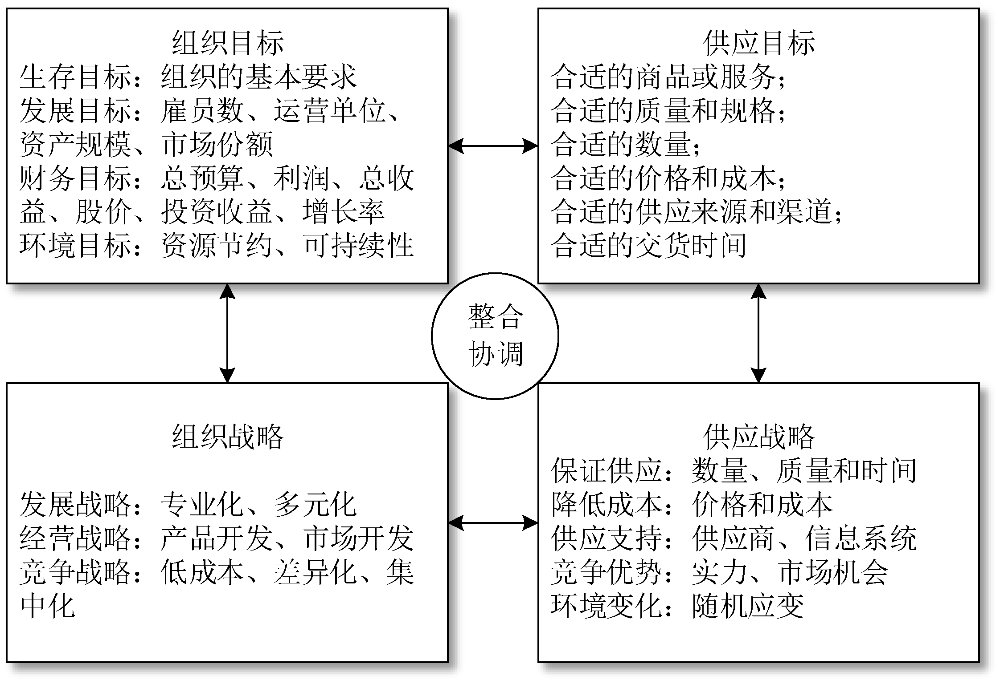 组织目标
生存目标：组织的基本要求
发展目标：雇员数、运营单位、
资产规模、市场份额
财务目标：总预算、利润、总收
益、股价、投资收益、增长率
环境目标：资源节约、可持续性
供应目标
合适的商品或服务；
合适的质量和规格；
合适的数量；
合适的价格和成本；
合适的供应来源和渠道；
合适的交货时间
整合
协调
组织战略
发展战略：专业化、多元化
经营战略：产品开发、市场开发
竞争战略：低成本、差异化、集
中化
供应战略
保证供应：数量、质量和时间
降低成本：价格和成本
供应支持：供应商、信息系统
竞争优势：实力、市场机会
环境变化：随机应变